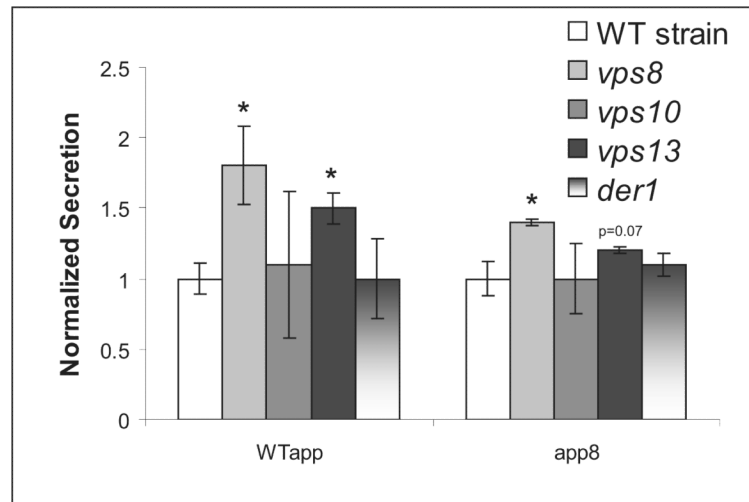 WT strain
vps8
vps10
vps13
der1
Normalized Secretion
2.5
2
1.5
1
0.5
0
*
*
*
p=0.07
WTapp
app8